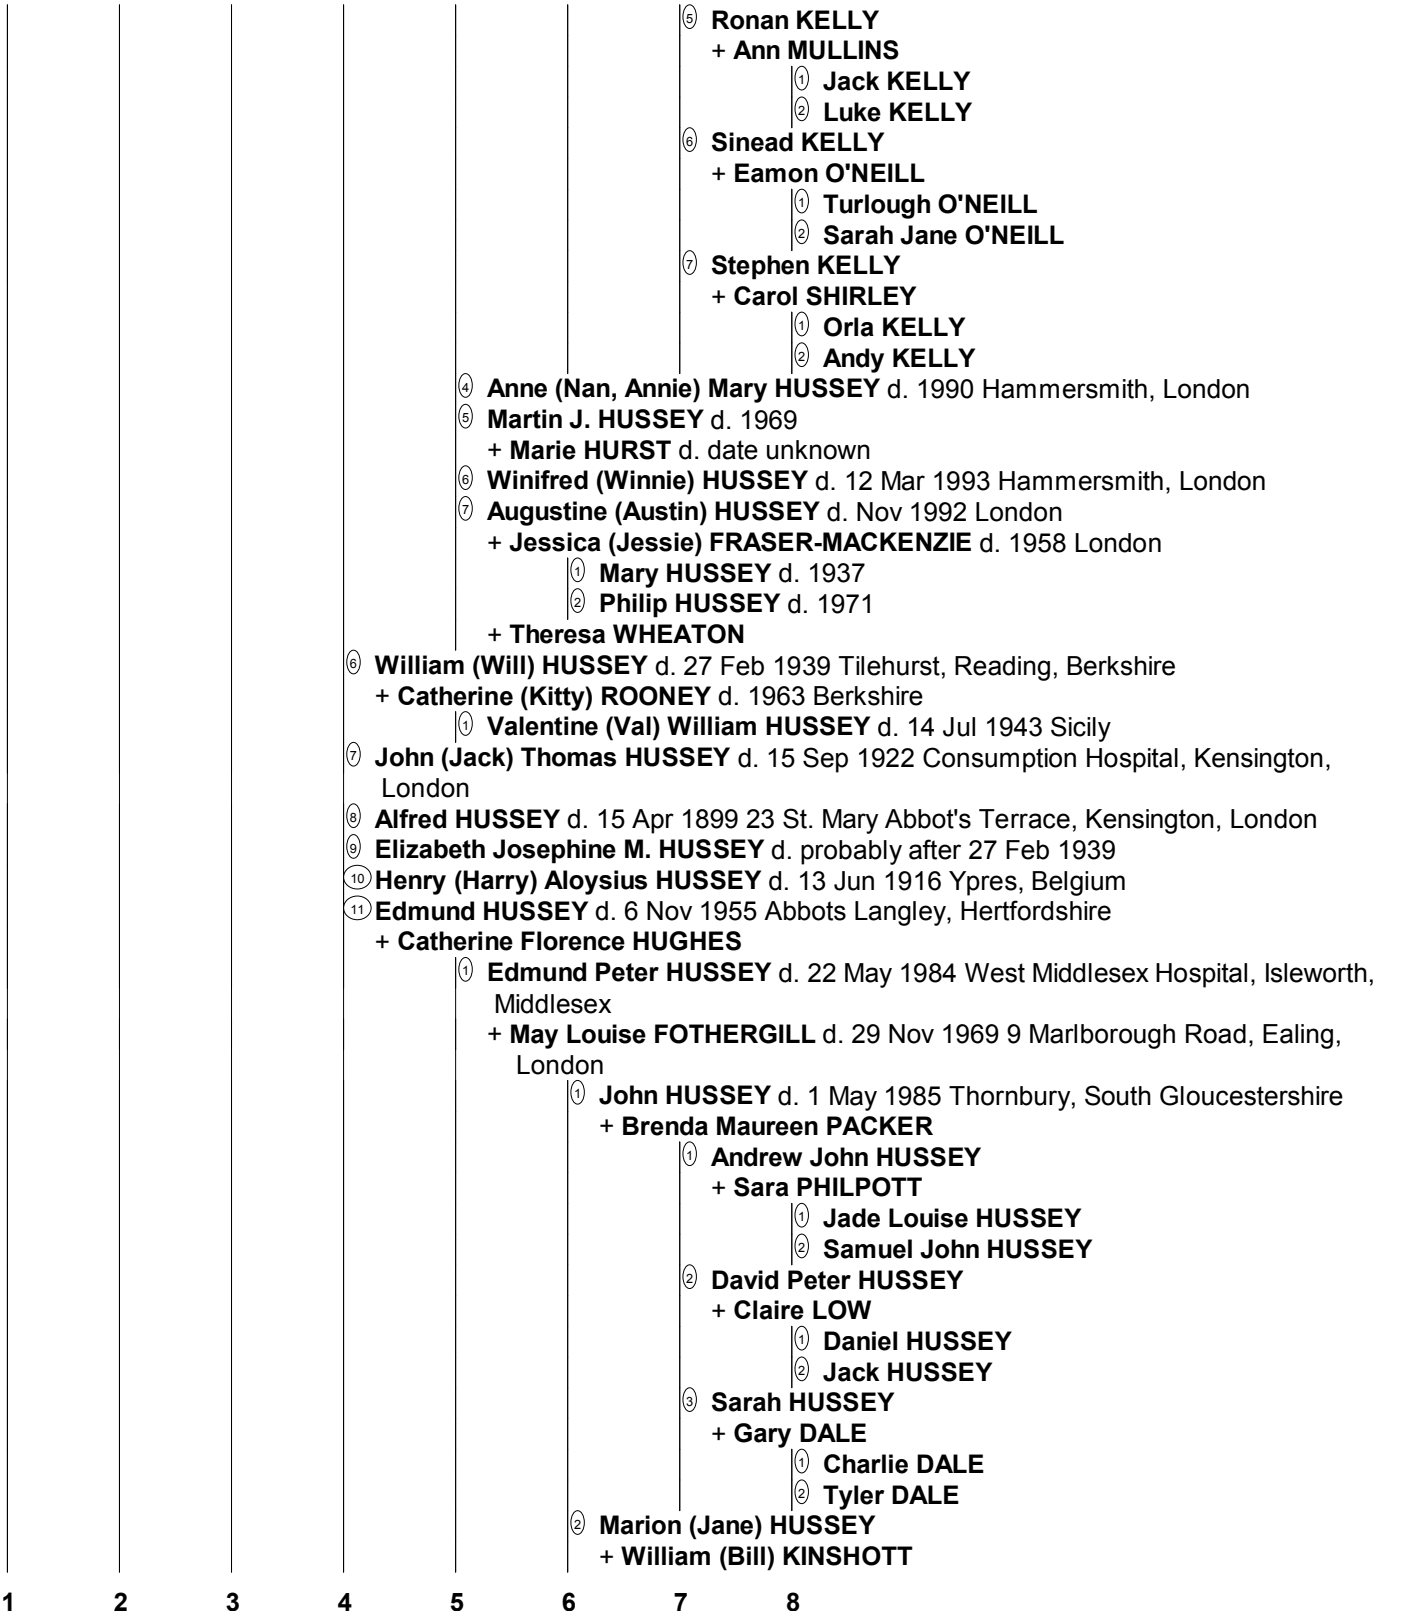 5 Ronan KELLY
+ Ann MULLINS
1 Jack KELLY
2 Luke KELLY
6 Sinead KELLY
+ Eamon O'NEILL
1 Turlough O'NEILL
2 Sarah Jane O'NEILL
7 Stephen KELLY
+ Carol SHIRLEY
1 Orla KELLY
2 Andy KELLY
4 Anne (Nan, Annie) Mary HUSSEY d. 1990 Hammersmith, London
5 Martin J. HUSSEY d. 1969
+ Marie HURST d. date unknown
6 Winifred (Winnie) HUSSEY d. 12 Mar 1993 Hammersmith, London
7 Augustine (Austin) HUSSEY d. Nov 1992 London
+ Jessica (Jessie) FRASER-MACKENZIE d. 1958 London
1 Mary HUSSEY d. 1937
2 Philip HUSSEY d. 1971
+ Theresa WHEATON
6 William (Will) HUSSEY d. 27 Feb 1939 Tilehurst, Reading, Berkshire
+ Catherine (Kitty) ROONEY d. 1963 Berkshire
1 Valentine (Val) William HUSSEY d. 14 Jul 1943 Sicily
7 John (Jack) Thomas HUSSEY d. 15 Sep 1922 Consumption Hospital, Kensington,
London
8 Alfred HUSSEY d. 15 Apr 1899 23 St. Mary Abbot's Terrace, Kensington, London
9 Elizabeth Josephine M. HUSSEY d. probably after 27 Feb 1939
10 Henry (Harry) Aloysius HUSSEY d. 13 Jun 1916 Ypres, Belgium
11 Edmund HUSSEY d. 6 Nov 1955 Abbots Langley, Hertfordshire
+ Catherine Florence HUGHES
1 Edmund Peter HUSSEY d. 22 May 1984 West Middlesex Hospital, Isleworth,
Middlesex
+ May Louise FOTHERGILL d. 29 Nov 1969 9 Marlborough Road, Ealing,
London
1 John HUSSEY d. 1 May 1985 Thornbury, South Gloucestershire
+ Brenda Maureen PACKER
1 Andrew John HUSSEY
+ Sara PHILPOTT
1 Jade Louise HUSSEY
2 Samuel John HUSSEY
2 David Peter HUSSEY
+ Claire LOW
1 Daniel HUSSEY
2 Jack HUSSEY
3 Sarah HUSSEY
+ Gary DALE
1 Charlie DALE
2 Tyler DALE
2 Marion (Jane) HUSSEY
+ William (Bill) KINSHOTT
1 2 3 4 5 6 7 8